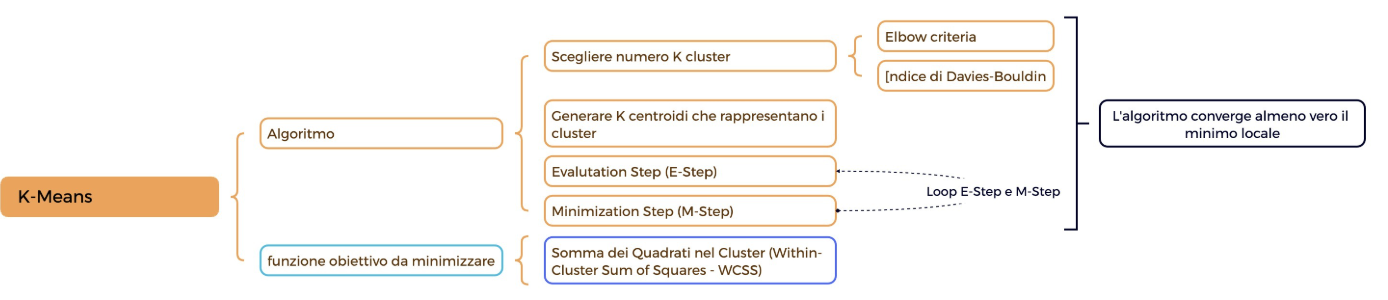 K-Means
Algoritmo
Scegliere numero K cluster
Elbow criteria
[ndice di Davies-Bouldin
Generare K centroidi che rappresentano i
cluster
Evalutation Step (E-Step)
Minimization Step (M-Step)
Loop E-Step e M-Step
L'algoritmo converge almeno vero il
minimo locale
funzione obiettivo da minimizzare
Somma dei Quadrati nel Cluster (Within-
Cluster Sum of Squares - WCSS)